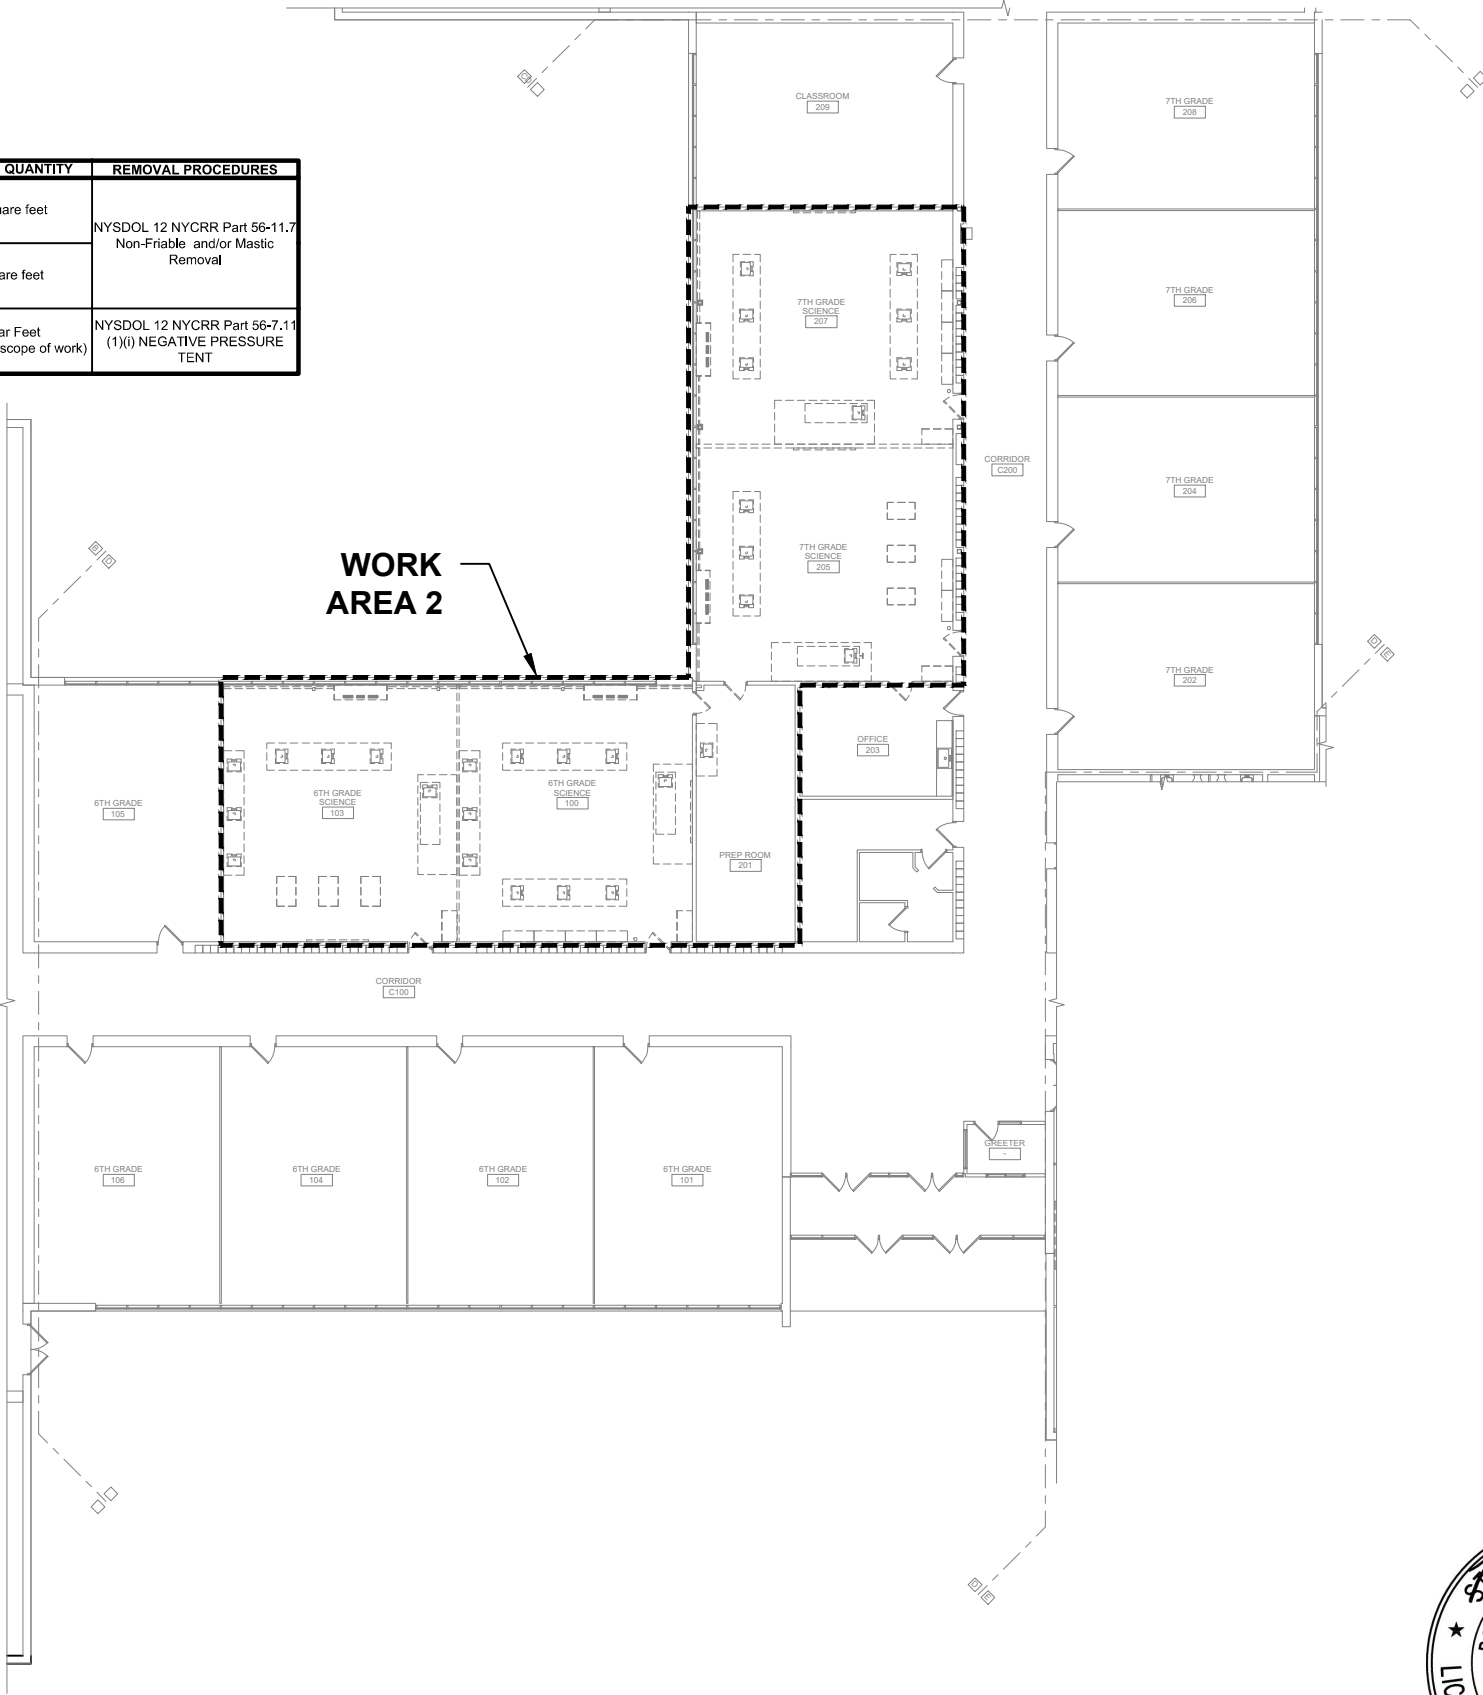 QUANTITY
REMOVAL PROCEDURES
are feet
NYSDOL 12 NYCRR Part 56-11.7
Non-Friable and/or Mastic
Removal
are feet
ar Feet
scope of work)
NYSDOL 12 NYCRR Part 56-7.11
(1)(i) NEGATIVE PRESSURE
TENT
CLASSROOM
209
7TH GRADE
208
7TH GRADE
SCIENCE
207
7TH GRADE
206
CORRIDOR
C200
7TH GRADE
204
7TH GRADE
SCIENCE
205
WORK
AREA 2
B D
D E
7TH GRADE
202
OFFICE
203
6TH GRADE
105
6TH GRADE
SCIENCE
103
6TH GRADE
SCIENCE
100
PREP ROOM
201
CORRIDOR
C100
GREETER
-
6TH GRADE
106
6TH GRADE
104
6TH GRADE
102
6TH GRADE
101
D E
LIC